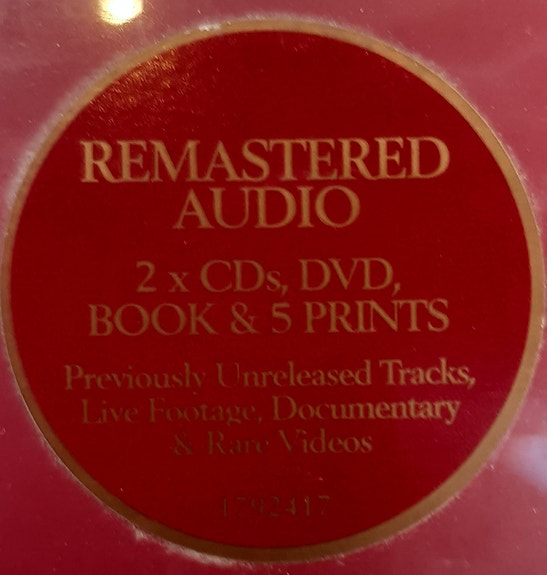 REMASTERED
AUDIO
2 x CDs, DVD,
BOOK & 5 PRINTS
Previously Unreleased Tracks,
Live Footage, Documentary
& Rare Videos
1792417